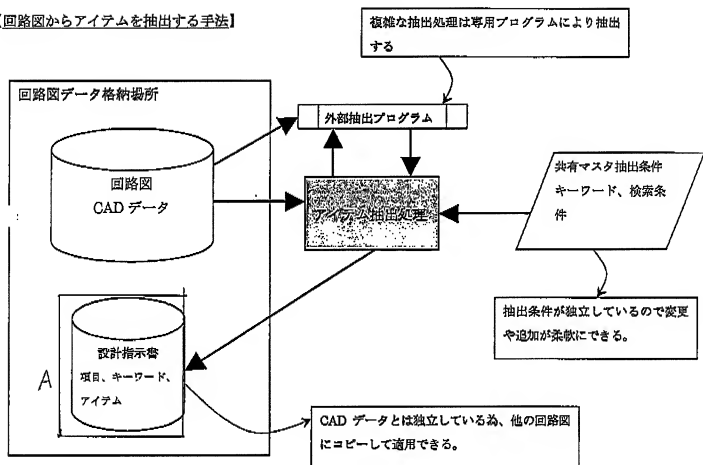 【回路図からアイテムを抽出する手法】
複雑な抽出処理は専用プログラムにより抽出
する
回路図データ格納場所
外部抽出プログラム
回路図
CAD データ
アイテム抽出処理
共有マスタ抽出条件
キーワード、検索条
件
抽出条件が独立しているので変更
や追加が柔軟にできる。
設計指示書
項目、キーワード、
アイテム
A
CAD データとは独立している為、他の回路図
にコピーして適用できる。